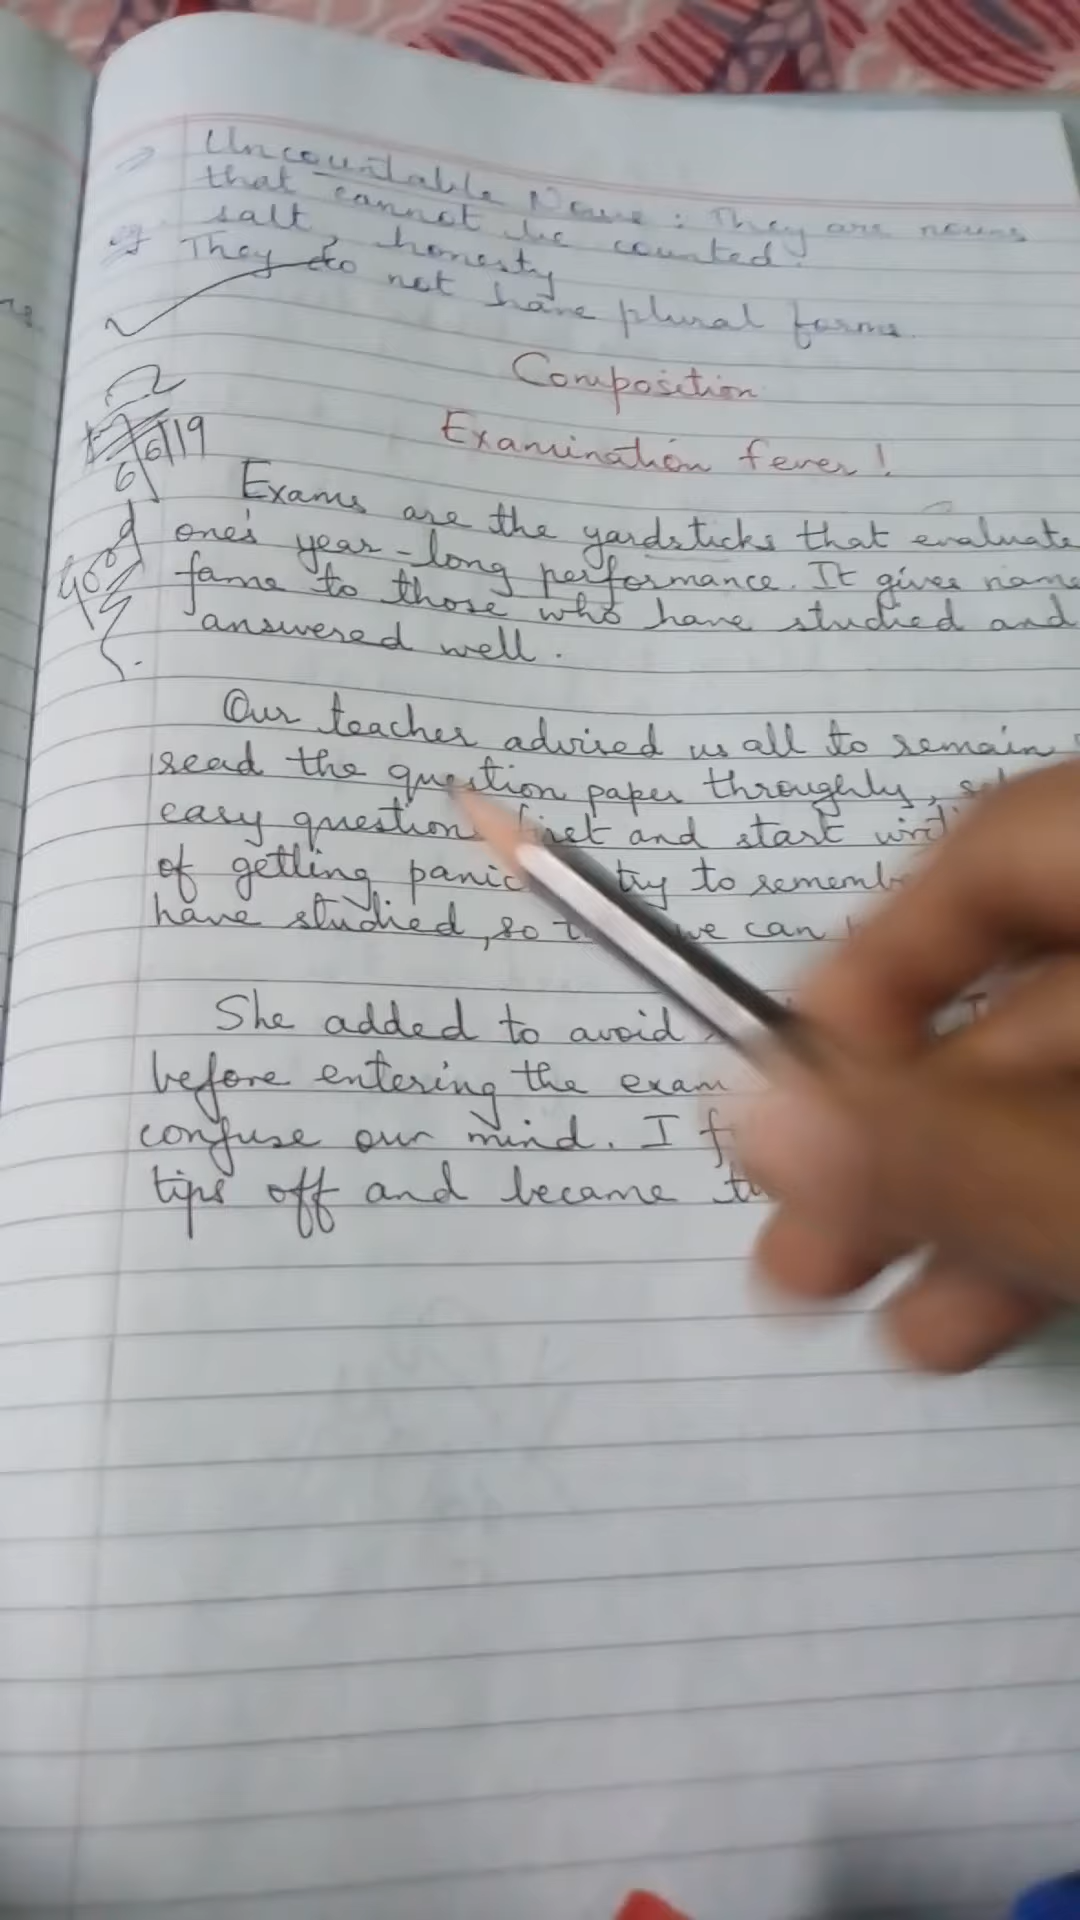 Uncountable Noune : They are nouns
that cannot be counted.
eg. salt, honesty
They do not have plural forms.
Composition
Examination fever!
6/6/19
Good
Exams are the yardsticks that evaluate
one's year-long performance. It gives name
fame to those who have studied and
answered well.
Our teacher advised us all to remain
read the question paper throughly,
easy question first and start
of getting panic try to
have studied, so we can
She added to avoid
before entering the exam
confuse our mind. I
tips off and became